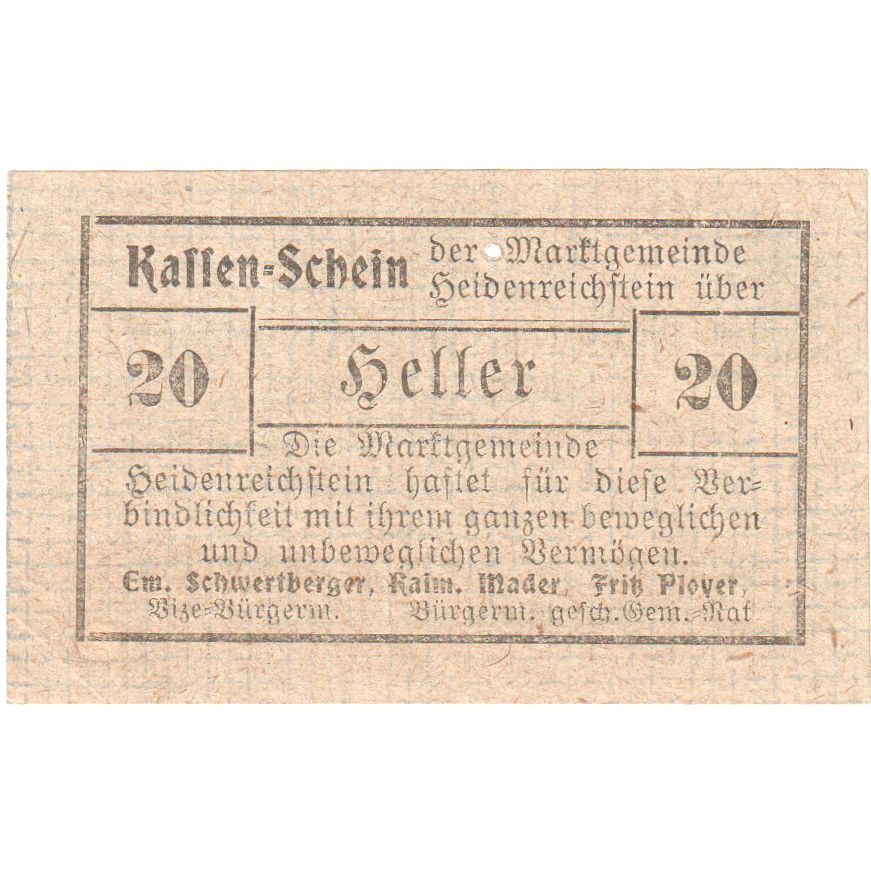 Kassen-Schein der Marktgemeinde
Heidenreichstein über
20 Heller 20
Die Marktgemeinde
Heidenreichstein haftet für diese Ver-
bindlichkeit mit ihrem ganzen beweglichen
und unbeweglichen Vermögen.
Em. Schwertberger, Raim. Mader, Fritz Ployer,
Vize-Bürgerm. Bürgerm. gesch. Gem.-Rat